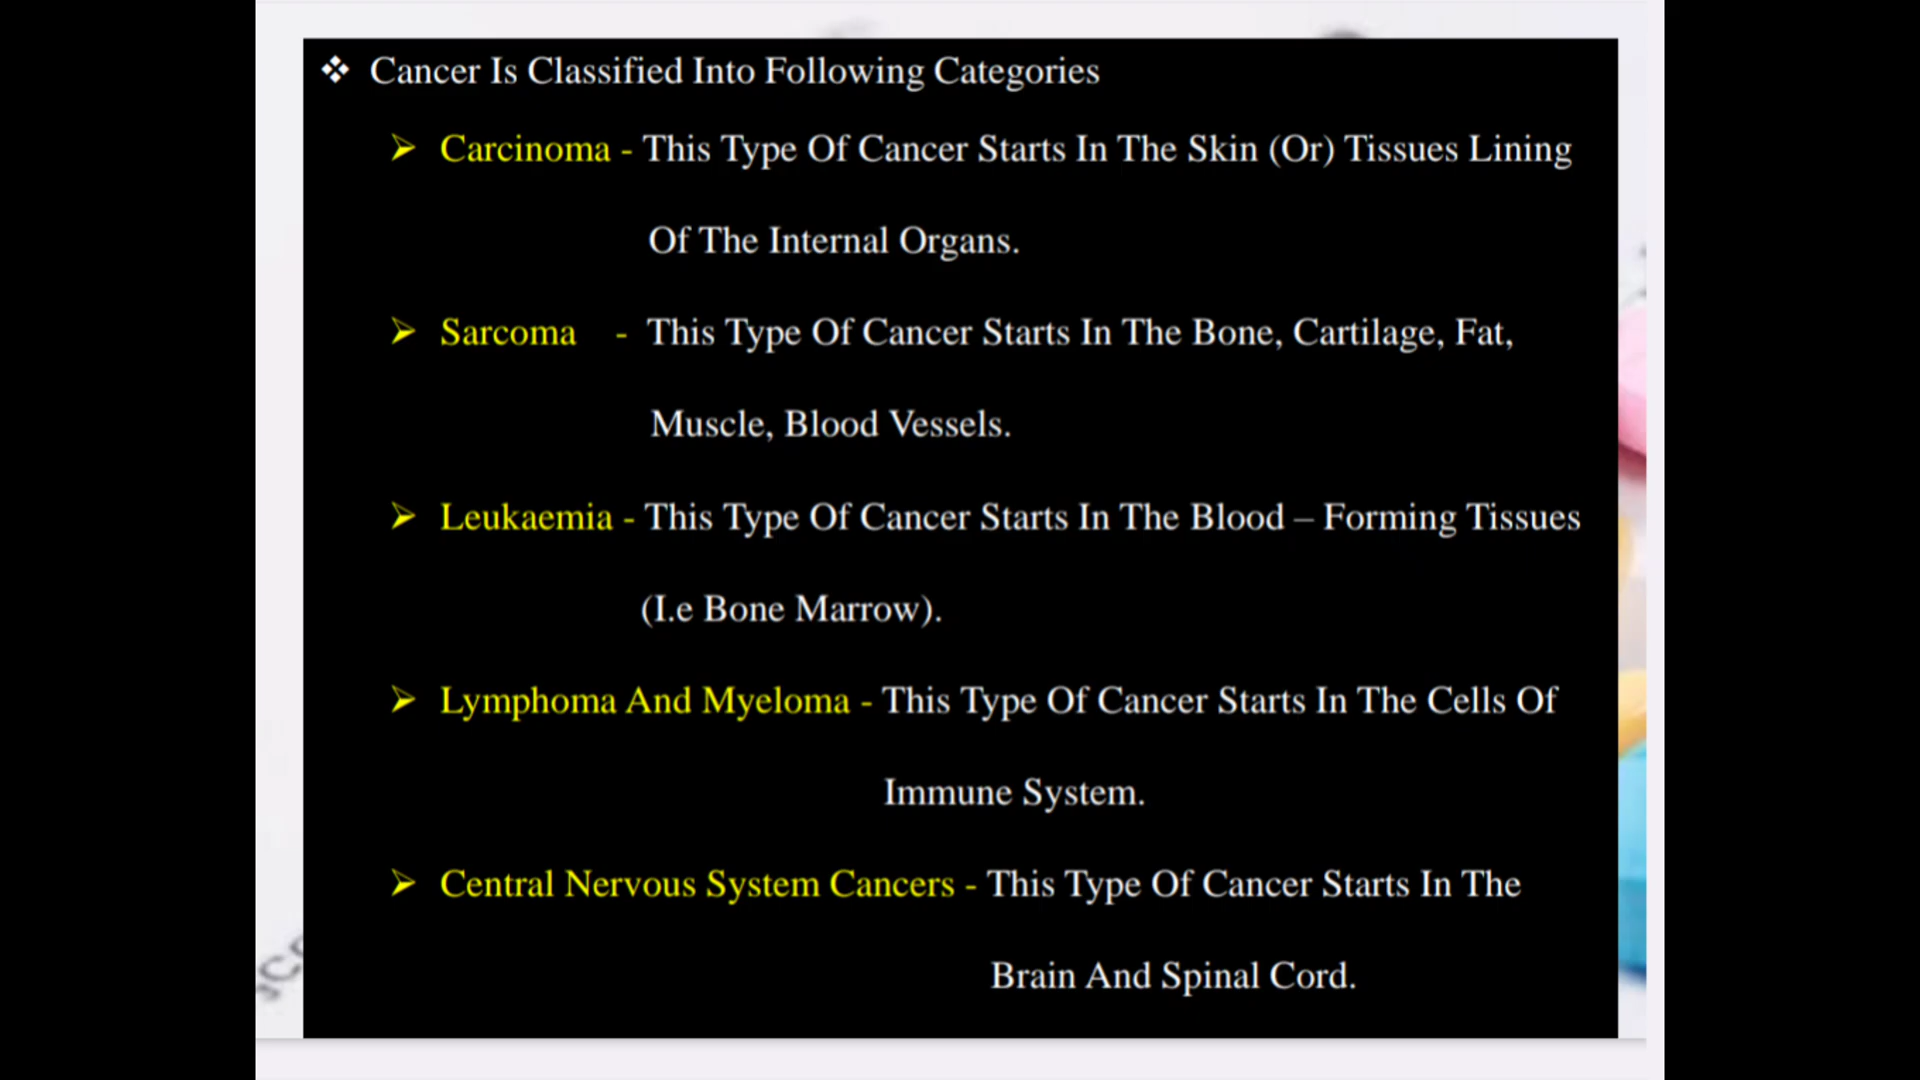 ❖ Cancer Is Classified Into Following Categories
➢ Carcinoma - This Type Of Cancer Starts In The Skin (Or) Tissues Lining
Of The Internal Organs.
➢ Sarcoma - This Type Of Cancer Starts In The Bone, Cartilage, Fat,
Muscle, Blood Vessels.
➢ Leukaemia - This Type Of Cancer Starts In The Blood – Forming Tissues
(I.e Bone Marrow).
➢ Lymphoma And Myeloma - This Type Of Cancer Starts In The Cells Of
Immune System.
➢ Central Nervous System Cancers - This Type Of Cancer Starts In The
Brain And Spinal Cord.